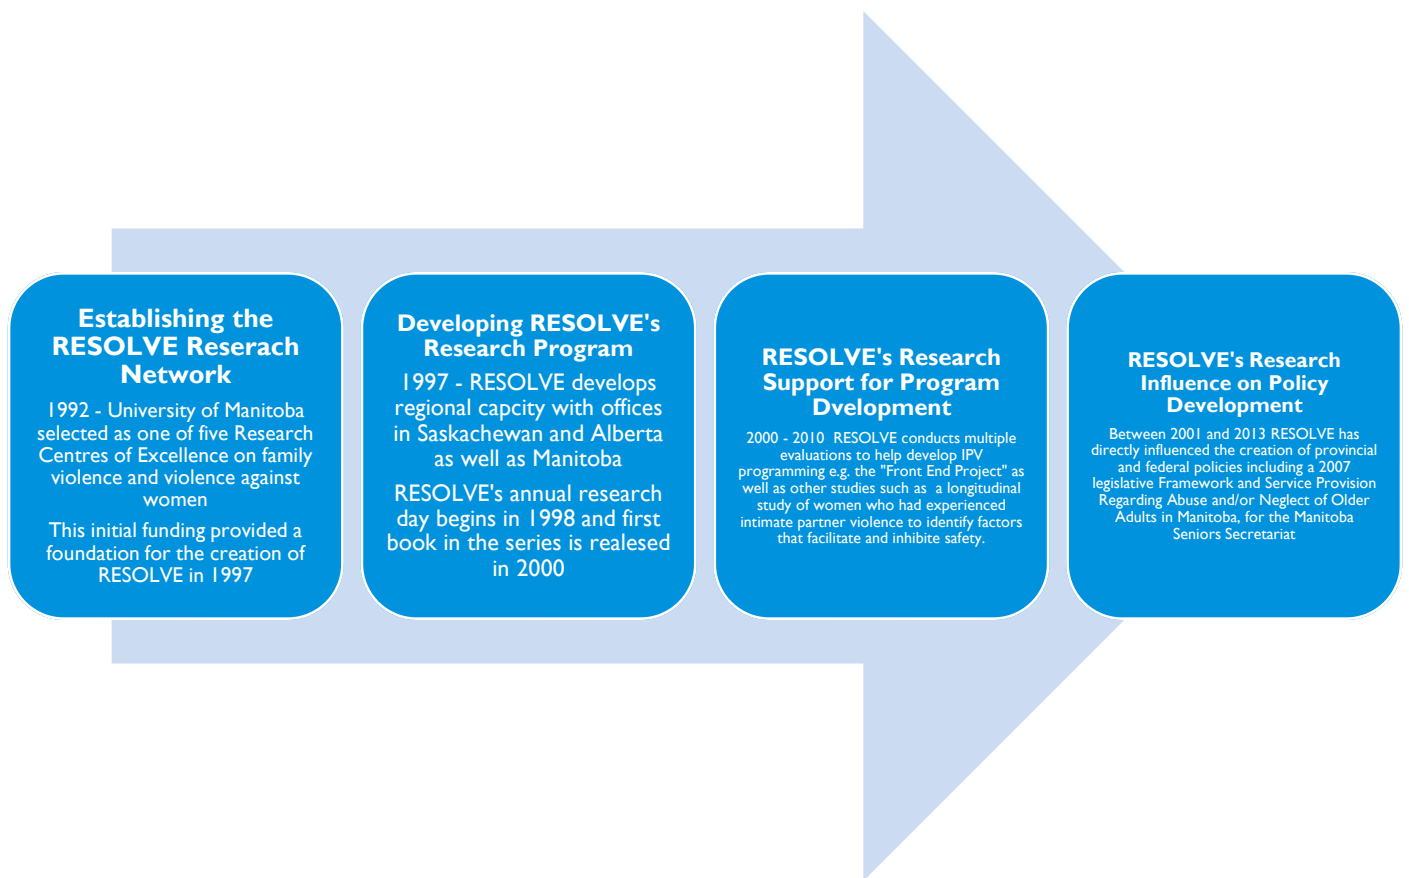 Establishing the
RESOLVE Reserach
Network
1992 - University of Manitoba
selected as one of five Research
Centres of Excellence on family
violence and violence against
women
This initial funding provided a
foundation for the creation of
RESOLVE in 1997
Developing RESOLVE's
Research Program
1997 - RESOLVE develops
regional capcity with offices
in Saskachewan and Alberta
as well as Manitoba
RESOLVE's annual research
day begins in 1998 and first
book in the series is realesed
in 2000
RESOLVE's Research
Support for Program
Dvelopment
2000 - 2010 RESOLVE conducts multiple
evaluations to help develop IPV
programming e.g. the "Front End Project" as
well as other studies such as a longitudinal
study of women who had experienced
intimate partner violence to identify factors
that facilitate and inhibite safety.
RESOLVE's Research
Influence on Policy
Development
Between 2001 and 2013 RESOLVE has
directly influenced the creation of provincial
and federal policies including a 2007
legislative Framework and Service Provision
Regarding Abuse and/or Neglect of Older
Adults in Manitoba, for the Manitoba
Seniors Secretariat